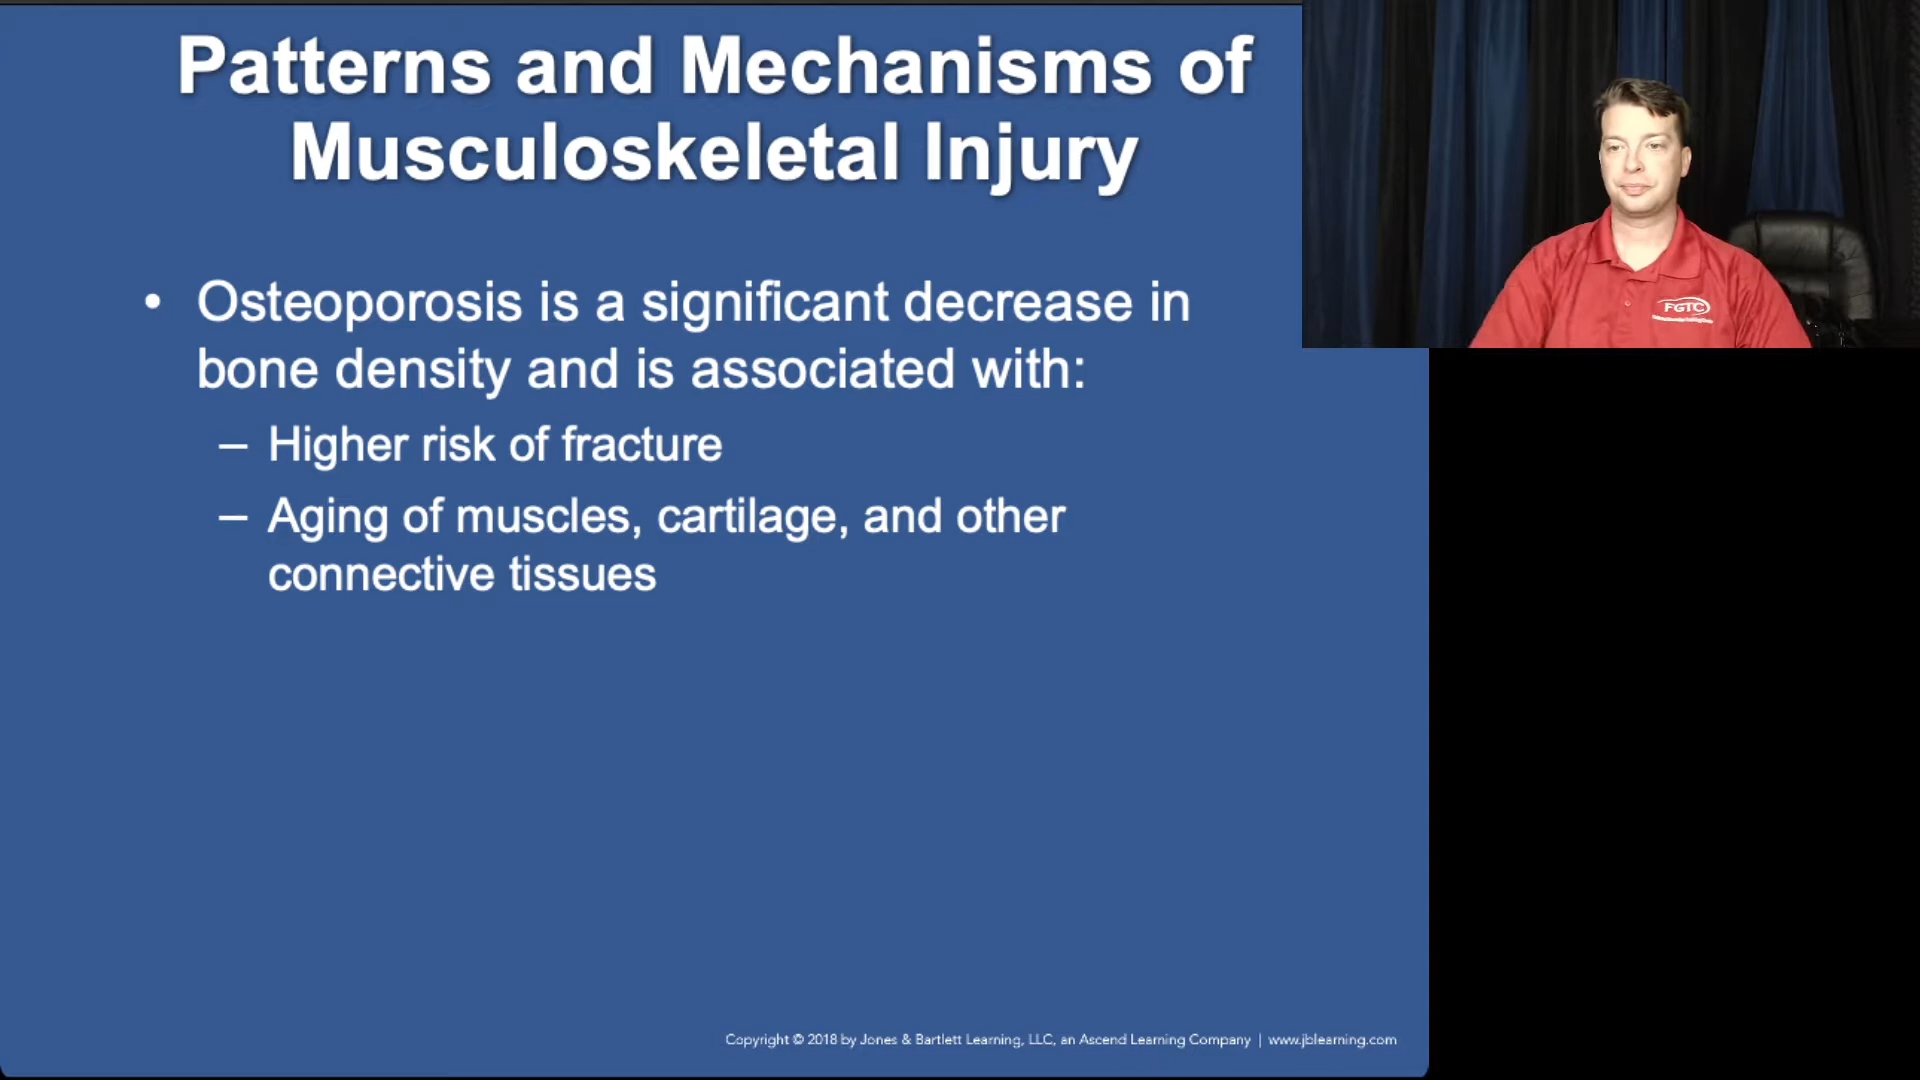 Patterns and Mechanisms of
Musculoskeletal Injury
• Osteoporosis is a significant decrease in
bone density and is associated with:
– Higher risk of fracture
– Aging of muscles, cartilage, and other
connective tissues
FGTC
Copyright © 2018 by Jones & Bartlett Learning, LLC, an Ascend Learning Company | www.jblearning.com